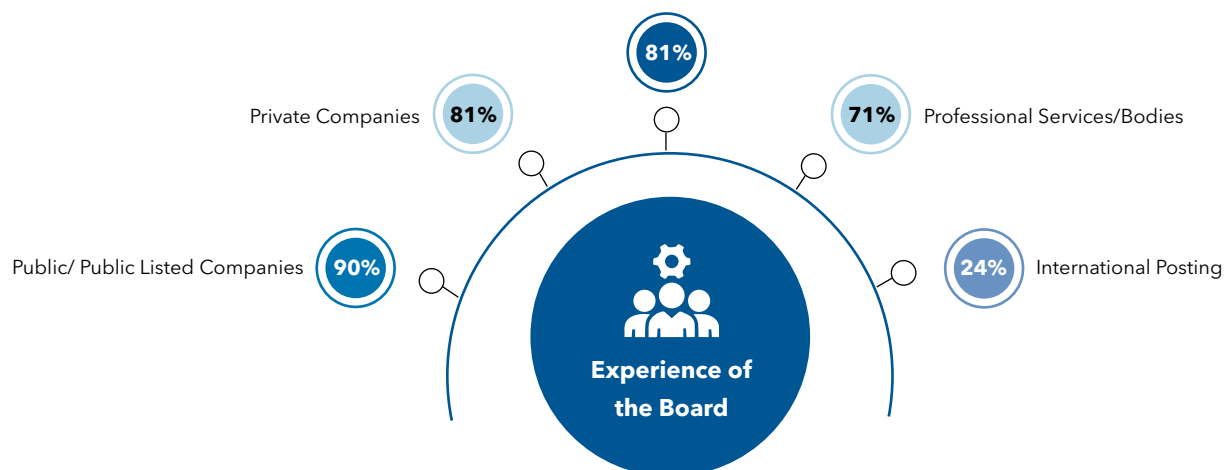 81%
Private Companies
81%
71%
Professional Services/Bodies
Public/ Public Listed Companies
90%
24%
International Posting
Experience of
the Board